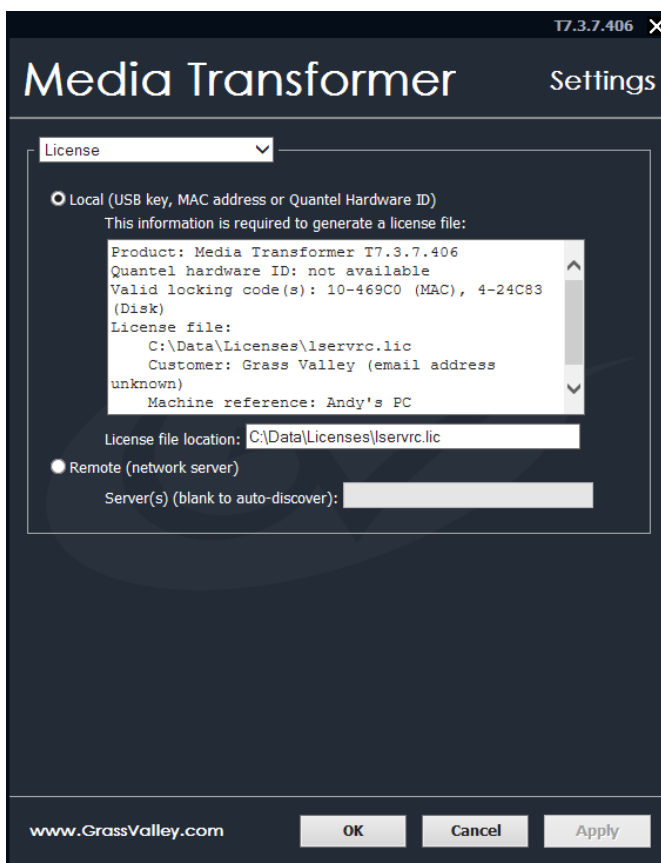 T7.3.7.406
Media Transformer
Settings
License
Local (USB key, MAC address or Quantel Hardware ID)
This information is required to generate a license file:
Product: Media Transformer T7.3.7.406
Quantel hardware ID: not available
Valid locking code(s): 10-469C0 (MAC), 4-24C83
(Disk)
License file:
C:\Data\Licenses\lservrc.lic
Customer: Grass Valley (email address
unknown)
Machine reference: Andy's PC
License file location: C:\Data\Licenses\lservrc.lic
Remote (network server)
Server(s) (blank to auto-discover):
www.GrassValley.com
OK
Cancel
Apply